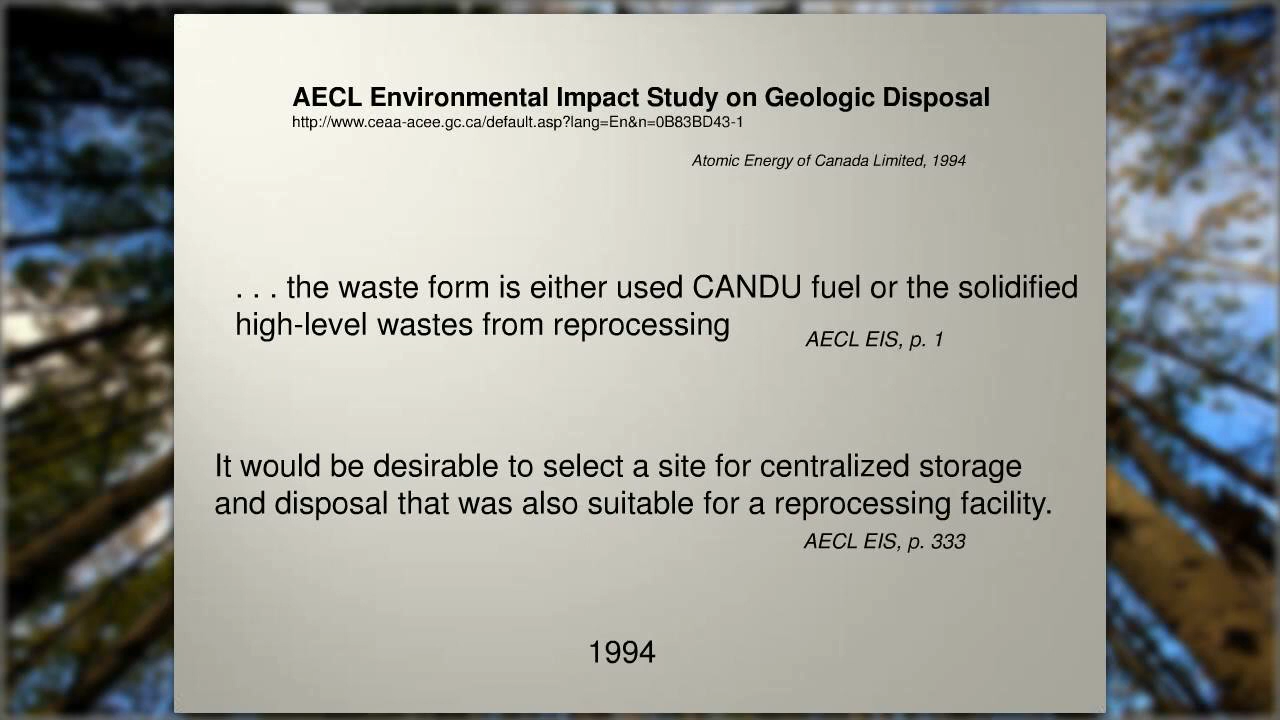 AECL Environmental Impact Study on Geologic Disposal
http://www.ceaa-acee.gc.ca/default.asp?lang=En&n=0B83BD43-1
Atomic Energy of Canada Limited, 1994
. . . the waste form is either used CANDU fuel or the solidified
high-level wastes from reprocessing
AECL EIS, p. 1
It would be desirable to select a site for centralized storage
and disposal that was also suitable for a reprocessing facility.
AECL EIS, p. 333
1994